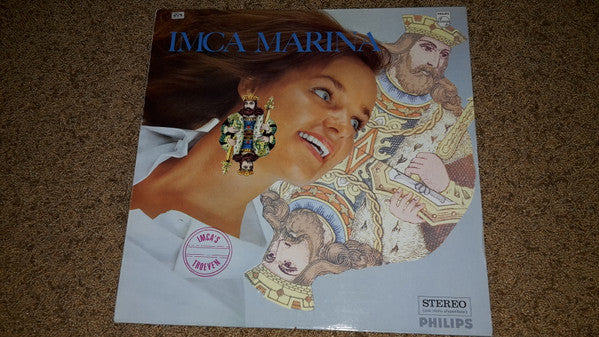 IMCA MARINA
IMCA'S
TROEVEN
STEREO
PHILIPS